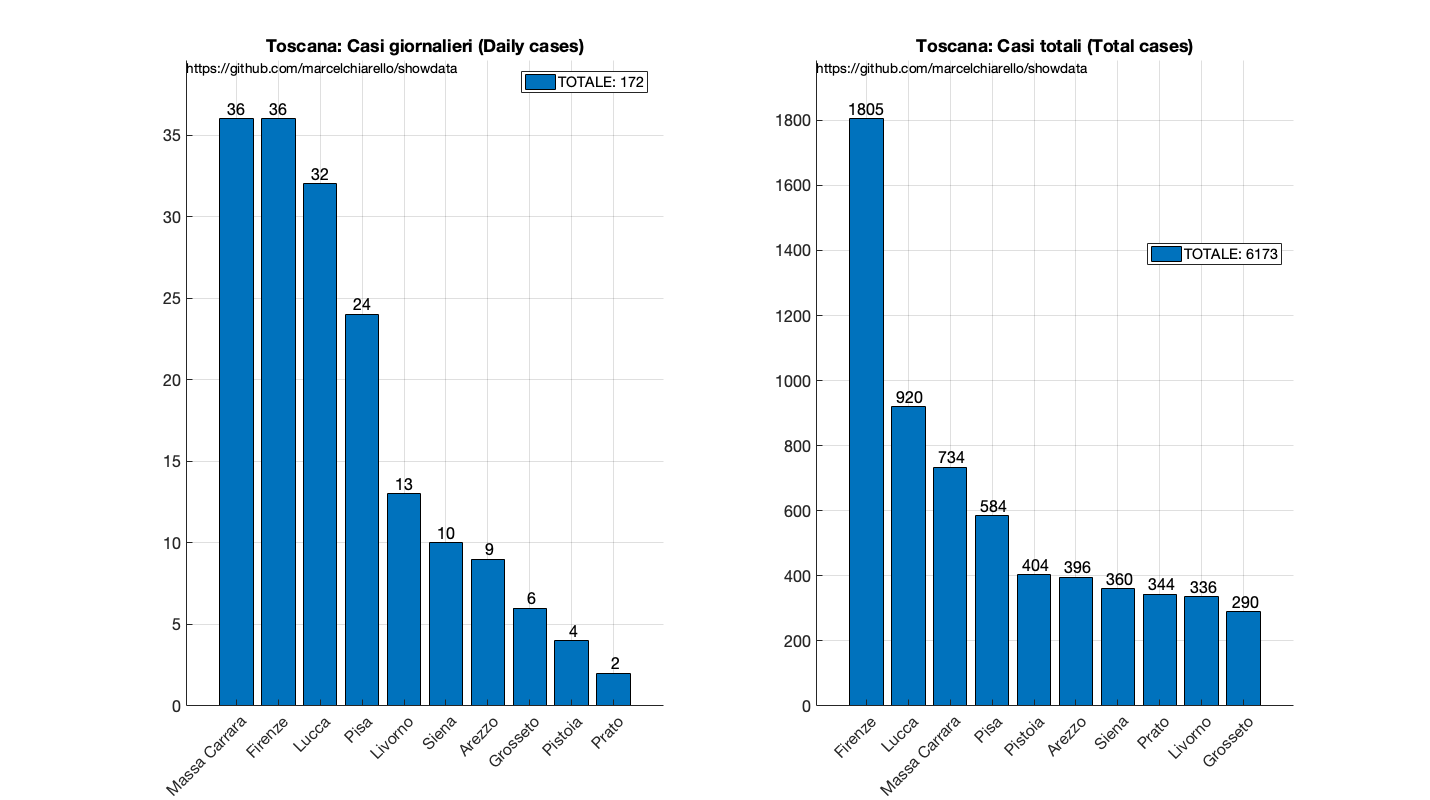 Toscana: Casi giornalieri (Daily cases)
https://github.com/marcelchiarello/showdata
TOTALE: 172
36
36
32
24
13
10
9
6
4
2
35
30
25
20
15
10
5
0
Massa Carrara
Firenze
Lucca
Pisa
Livorno
Siena
Arezzo
Grosseto
Pistoia
Prato
Toscana: Casi totali (Total cases)
https://github.com/marcelchiarello/showdata
TOTALE: 6173
1805
920
734
584
404
396
360
344
336
290
1800
1600
1400
1200
1000
800
600
400
200
0
Firenze
Lucca
Massa Carrara
Pisa
Pistoia
Arezzo
Siena
Prato
Livorno
Grosseto